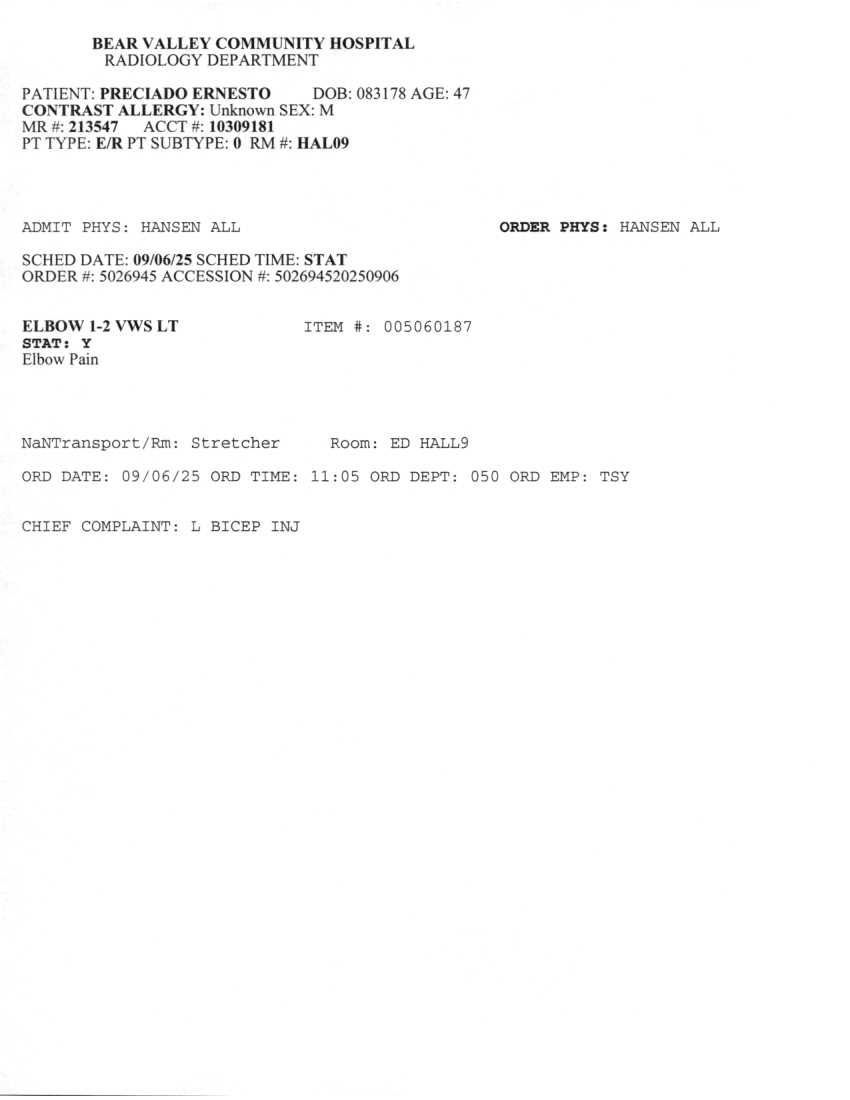 BEAR VALLEY COMMUNITY HOSPITAL
RADIOLOGY DEPARTMENT
PATIENT: PRECIADO ERNESTO DOB: 083178 AGE: 47
CONTRAST ALLERGY: Unknown SEX: M
MR #: 213547 ACCT #: 10309181
PT TYPE: E/R PT SUBTYPE: 0 RM #: HAL09
ADMIT PHYS: HANSEN ALL ORDER PHYS: HANSEN ALL
SCHED DATE: 09/06/25 SCHED TIME: STAT
ORDER #: 5026945 ACCESSION #: 502694520250906
ELBOW 1-2 VWS LT ITEM #: 005060187
STAT: Y
Elbow Pain
NaNTransport/Rm: Stretcher Room: ED HALL9
ORD DATE: 09/06/25 ORD TIME: 11:05 ORD DEPT: 050 ORD EMP: TSY
CHIEF COMPLAINT: L BICEP INJ